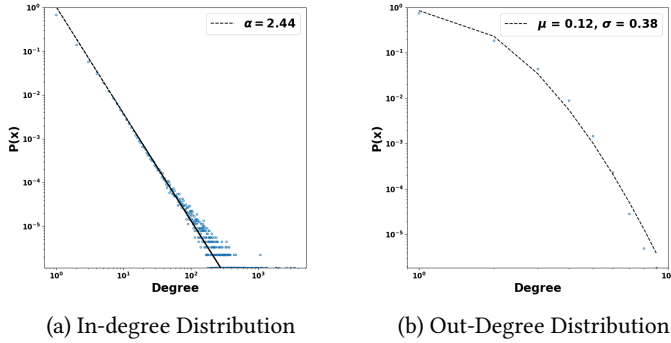 10⁰
10⁻¹
10⁻²
10⁻³
10⁻⁴
10⁻⁵
P(x)
α = 2.44
10⁰ 10¹ 10² 10³
Degree
(a) In-degree Distribution
10⁰
10⁻¹
10⁻²
10⁻³
10⁻⁴
10⁻⁵
P(x)
μ = 0.12, σ = 0.38
10⁰
Degree
(b) Out-Degree Distribution